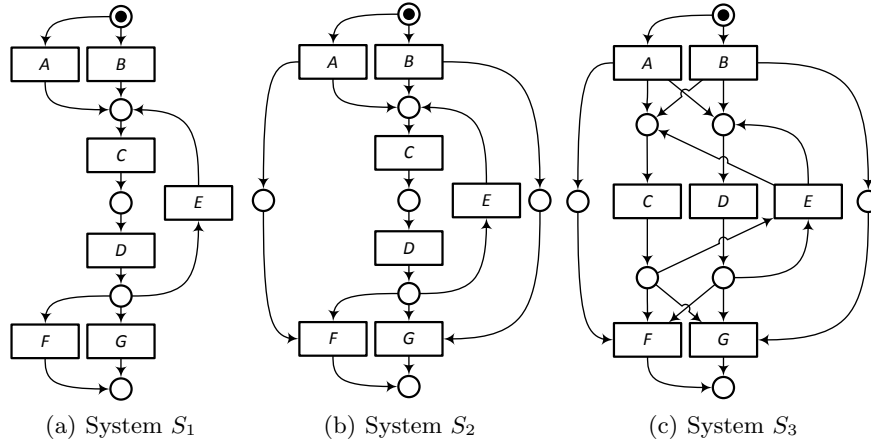 A B A B A B
C C
E E C D E
D D
F G F G F G
(a) System S₁ (b) System S₂ (c) System S₃